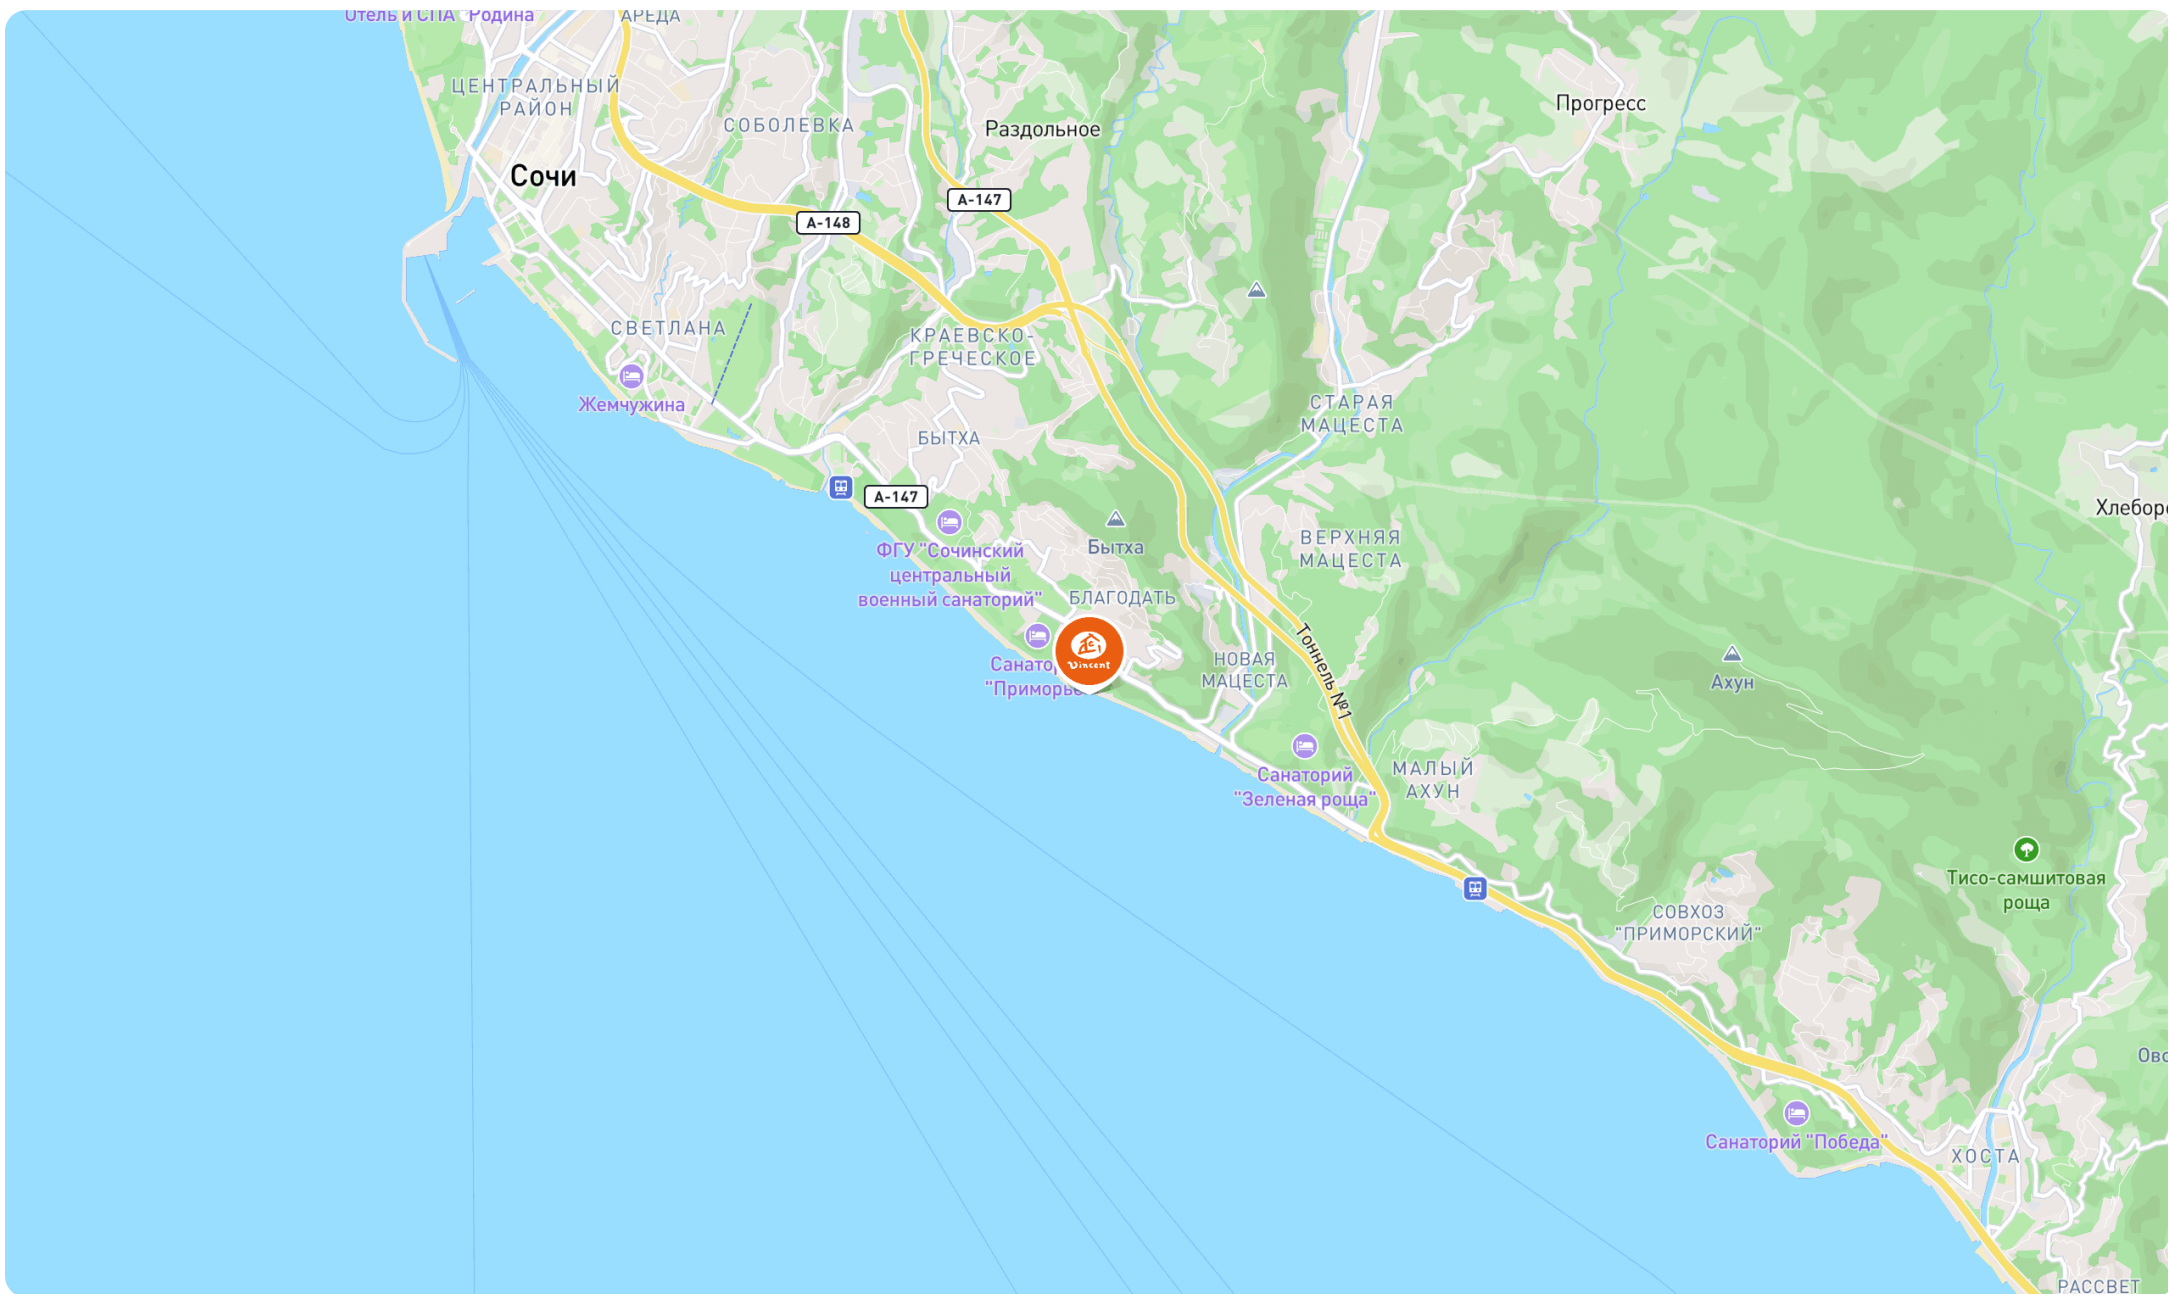 Отель и СПА "Родина
АРЕДА
ЦЕНТРАЛЬНЫЙ
РАЙОН
СОБОЛЕВКА
Раздольное
Прогресс
Сочи
А-147
А-148
СВЕТЛАНА
КРАЕВСКО-
ГРЕЧЕСКОЕ
Жемчужина
СТАРАЯ
МАЦЕСТА
БЫТХА
А-147
ФГУ "Сочинский
центральный
военный санаторий"
Бытха
ВЕРХНЯЯ
МАЦЕСТА
Хлебор
БЛАГОДАТЬ
Vincent
"Приморье
НОВАЯ
МАЦЕСТА
Тоннель №1
Ахун
Санаторий
"Зеленая роща"
МАЛЫЙ
АХУН
Тисо-самшитовая
роща
СОВХОЗ
"ПРИМОРСКИЙ"
Ово
Санаторий "Победа"
ХОСТА
РАССВЕТ